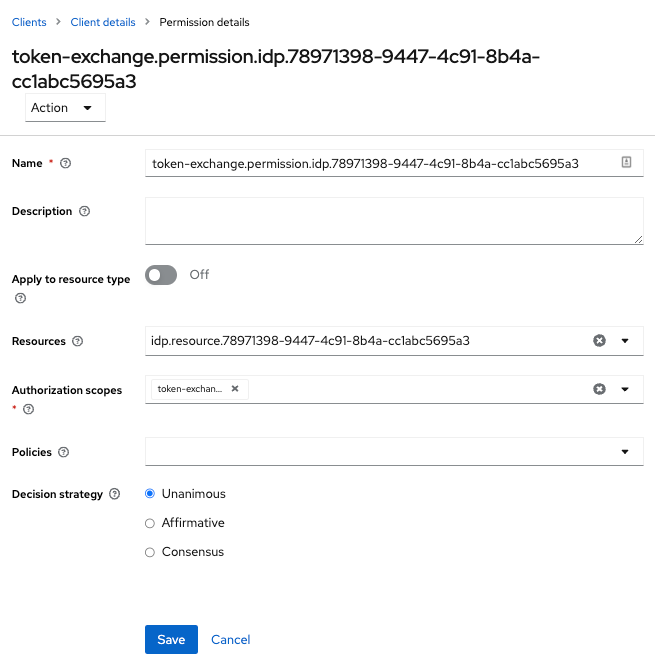 Clients > Client details > Permission details
token-exchange.permission.idp.78971398-9447-4c91-8b4a-
cc1abc5695a3
Action
Name * token-exchange.permission.idp.78971398-9447-4c91-8b4a-cc1abc5695a3
Description
Apply to resource type Off
Resources idp.resource.78971398-9447-4c91-8b4a-cc1abc5695a3
Authorization scopes token-exchan...
*
Policies
Decision strategy Unanimous
Affirmative
Consensus
Save Cancel